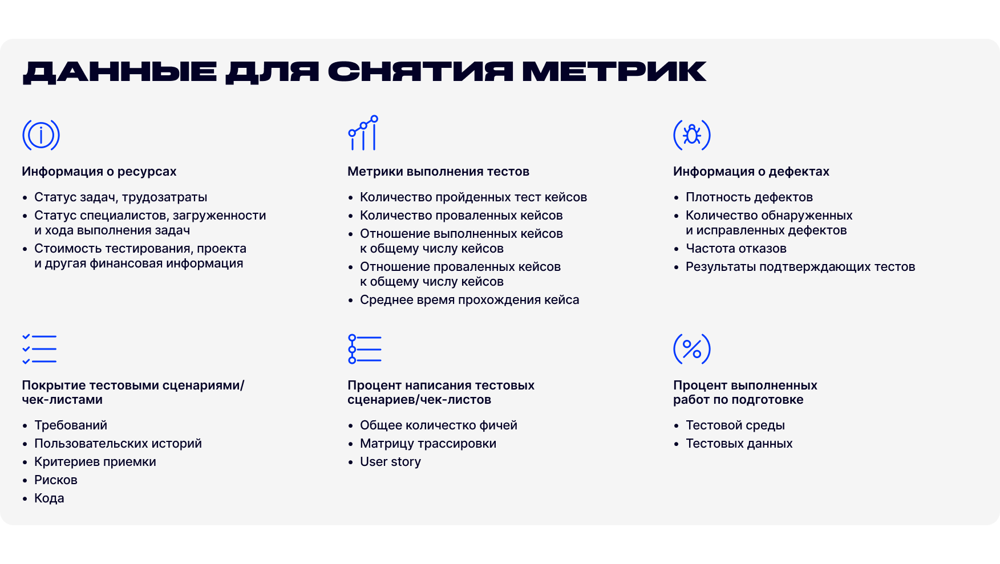 ДАННЫЕ ДЛЯ СНЯТИЯ МЕТРИК
Информация о ресурсах
• Статус задач, трудозатраты
• Статус специалистов, загруженности
и хода выполнения задач
• Стоимость тестирования, проекта
и другая финансовая информация
Метрики выполнения тестов
• Количество пройденных тест кейсов
• Количество проваленных кейсов
• Отношение выполненных кейсов
к общему числу кейсов
• Отношение проваленных кейсов
к общему числу кейсов
• Среднее время прохождения кейса
Информация о дефектах
• Плотность дефектов
• Количество обнаруженных
и исправленных дефектов
• Частота отказов
• Результаты подтверждающих тестов
Покрытие тестовыми сценариями/
чек-листами
• Требований
• Пользовательских историй
• Критериев приемки
• Рисков
• Кода
Процент написания тестовых
сценариев/чек-листов
• Общее количестко фичей
• Матрицу трассировки
• User story
Процент выполненных
работ по подготовке
• Тестовой среды
• Тестовых данных